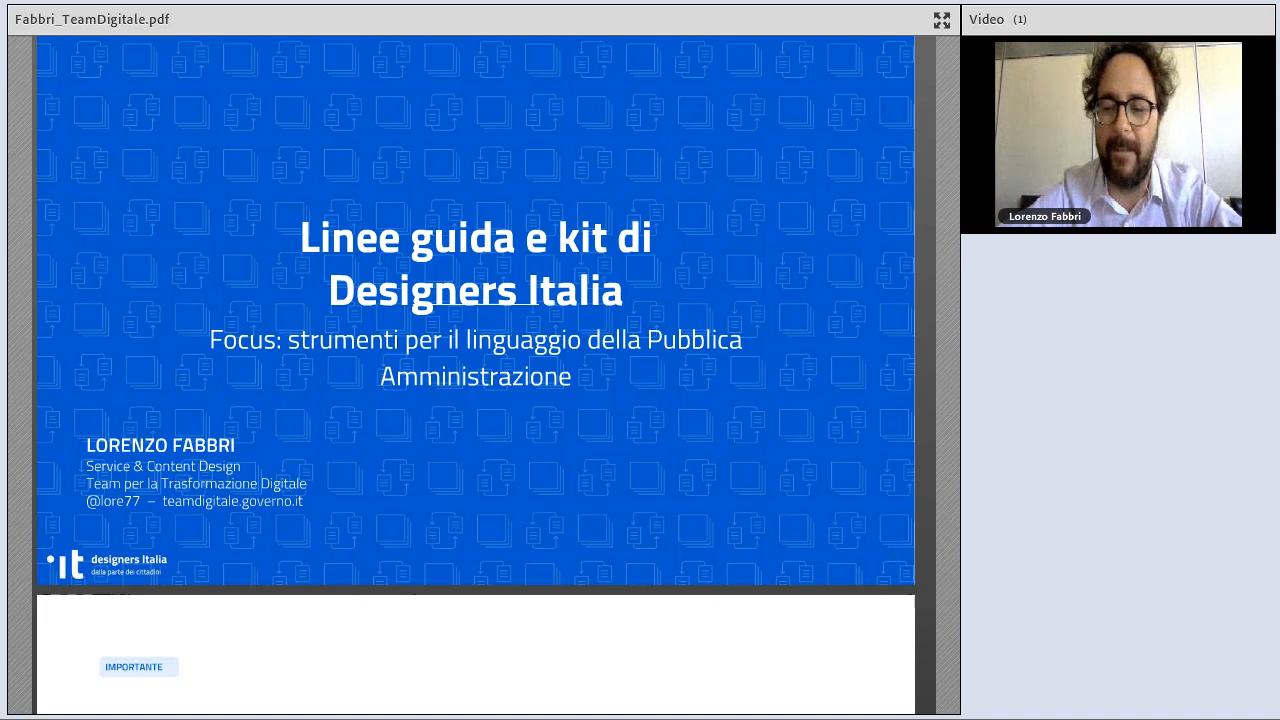 Fabbri_TeamDigitale.pdf
Video (1)
Lorenzo Fabbri
Linee guida e kit di
Designers Italia
Focus: strumenti per il linguaggio della Pubblica
Amministrazione
LORENZO FABBRI
Service & Content Design
Team per la Trasformazione Digitale
@lore77 – teamdigitale.governo.it
.it designers Italia
dalla parte dei cittadini
IMPORTANTE